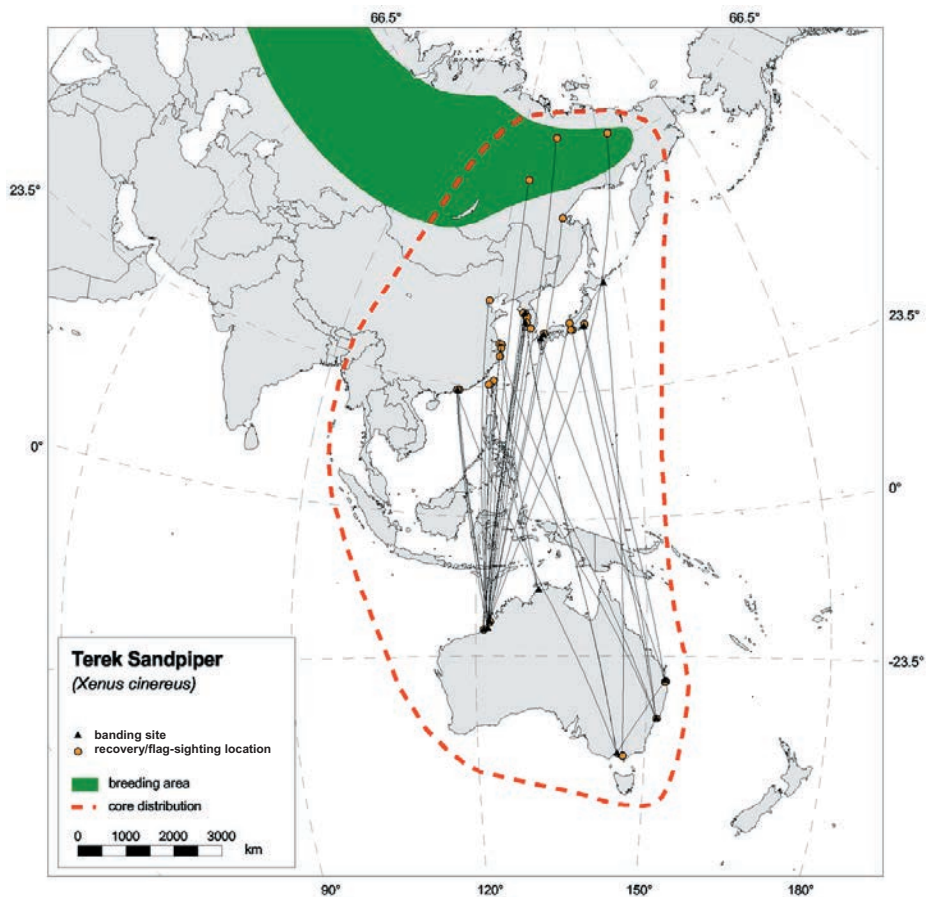 66.5° 66.5°
23.5°
23.5°
0°
0°
-23.5°
Terek Sandpiper
(Xenus cinereus)
banding site
recovery/flag-sighting location
breeding area
core distribution
0 1000 2000 3000
km
90° 120° 150° 180°